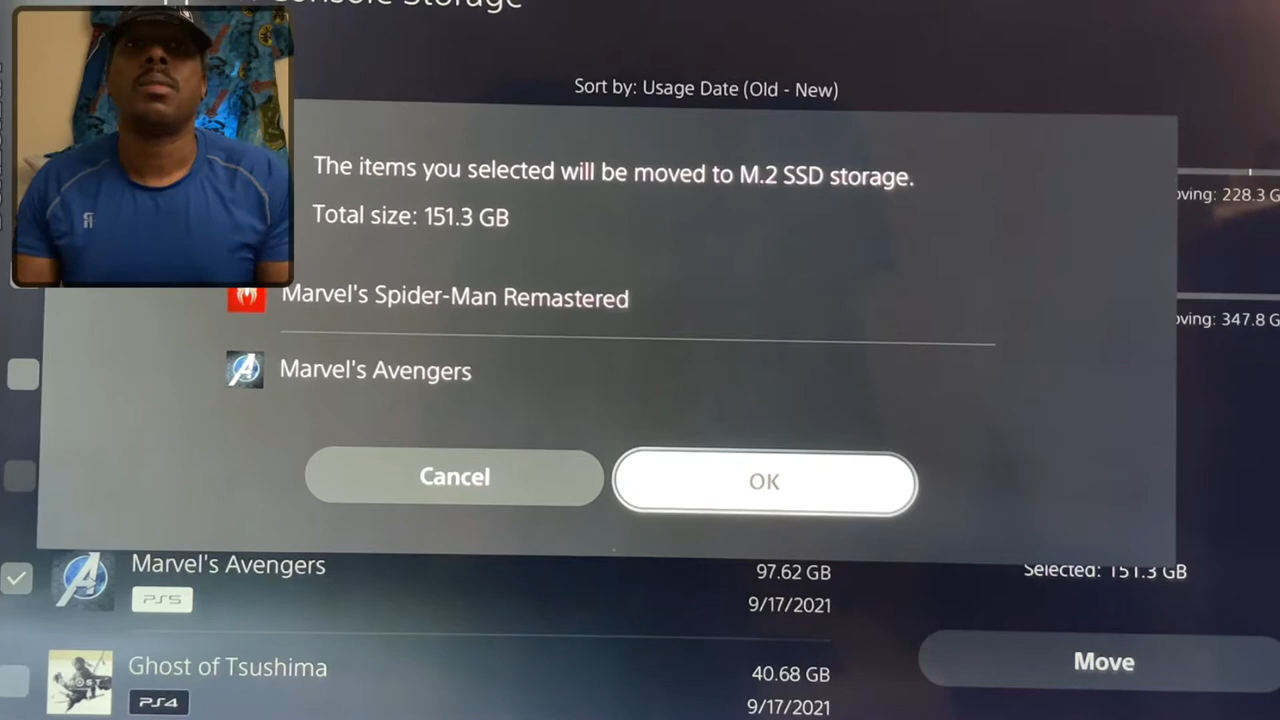 Console Storage
Sort by: Usage Date (Old - New)
The items you selected will be moved to M.2 SSD storage.
Total size: 151.3 GB
228.3 G
347.8 G
Marvel's Spider-Man Remastered
Marvel's Avengers
Cancel
OK
Marvel's Avengers
97.62 GB
PS5
9/17/2021
Selected: 151.3 GB
Ghost of Tsushima
40.68 GB
PS4
9/17/2021
Move